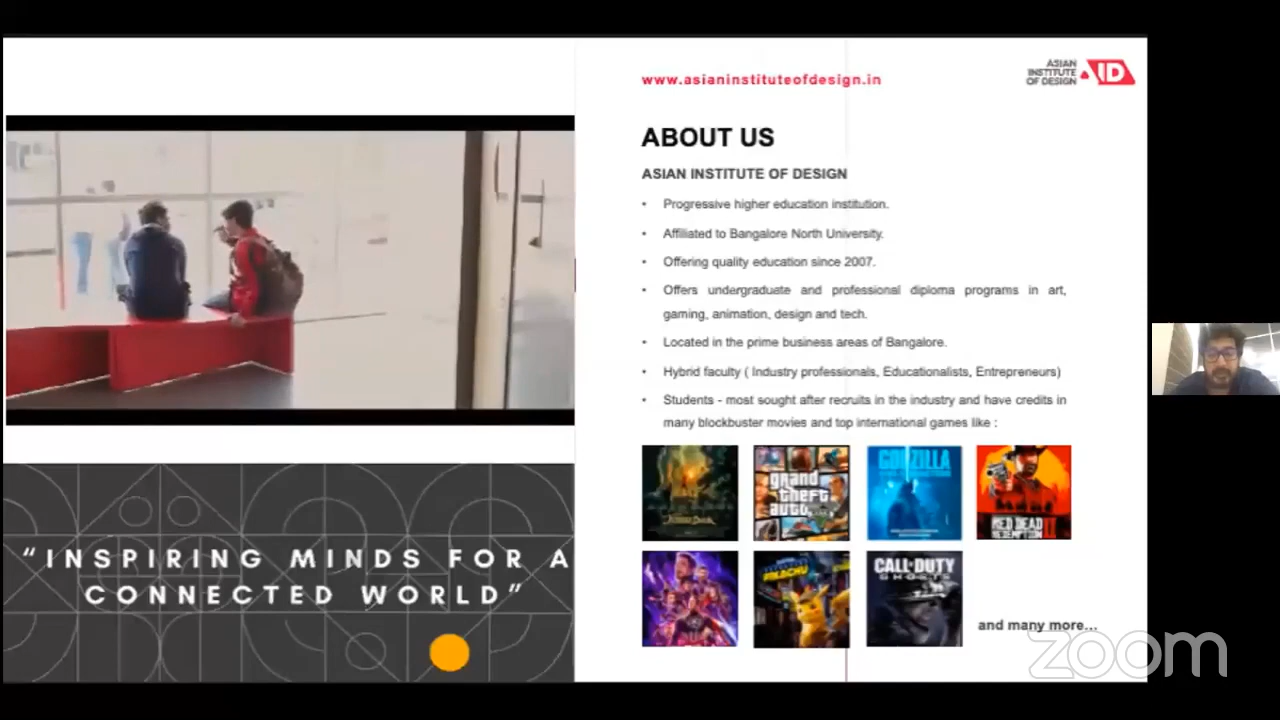 www.asianinstituteofdesign.in
ASIAN
INSTITUTE
OF DESIGN
AID
ABOUT US
ASIAN INSTITUTE OF DESIGN
• Progressive higher education institution.
• Affiliated to Bangalore North University.
• Offering quality education since 2007.
• Offers undergraduate and professional diploma programs in art,
gaming, animation, design and tech.
• Located in the prime business areas of Bangalore.
• Hybrid faculty ( Industry professionals, Educationalists, Entrepreneurs)
• Students - most sought after recruits in the industry and have credits in
many blockbuster movies and top international games like :
grand
theft
auto
GODZILLA
RED DEAD
REDEMPTION II
PIKACHU
CALL OF DUTY
GHOSTS
and many more...
“INSPIRING MINDS FOR A
CONNECTED WORLD”
zoom